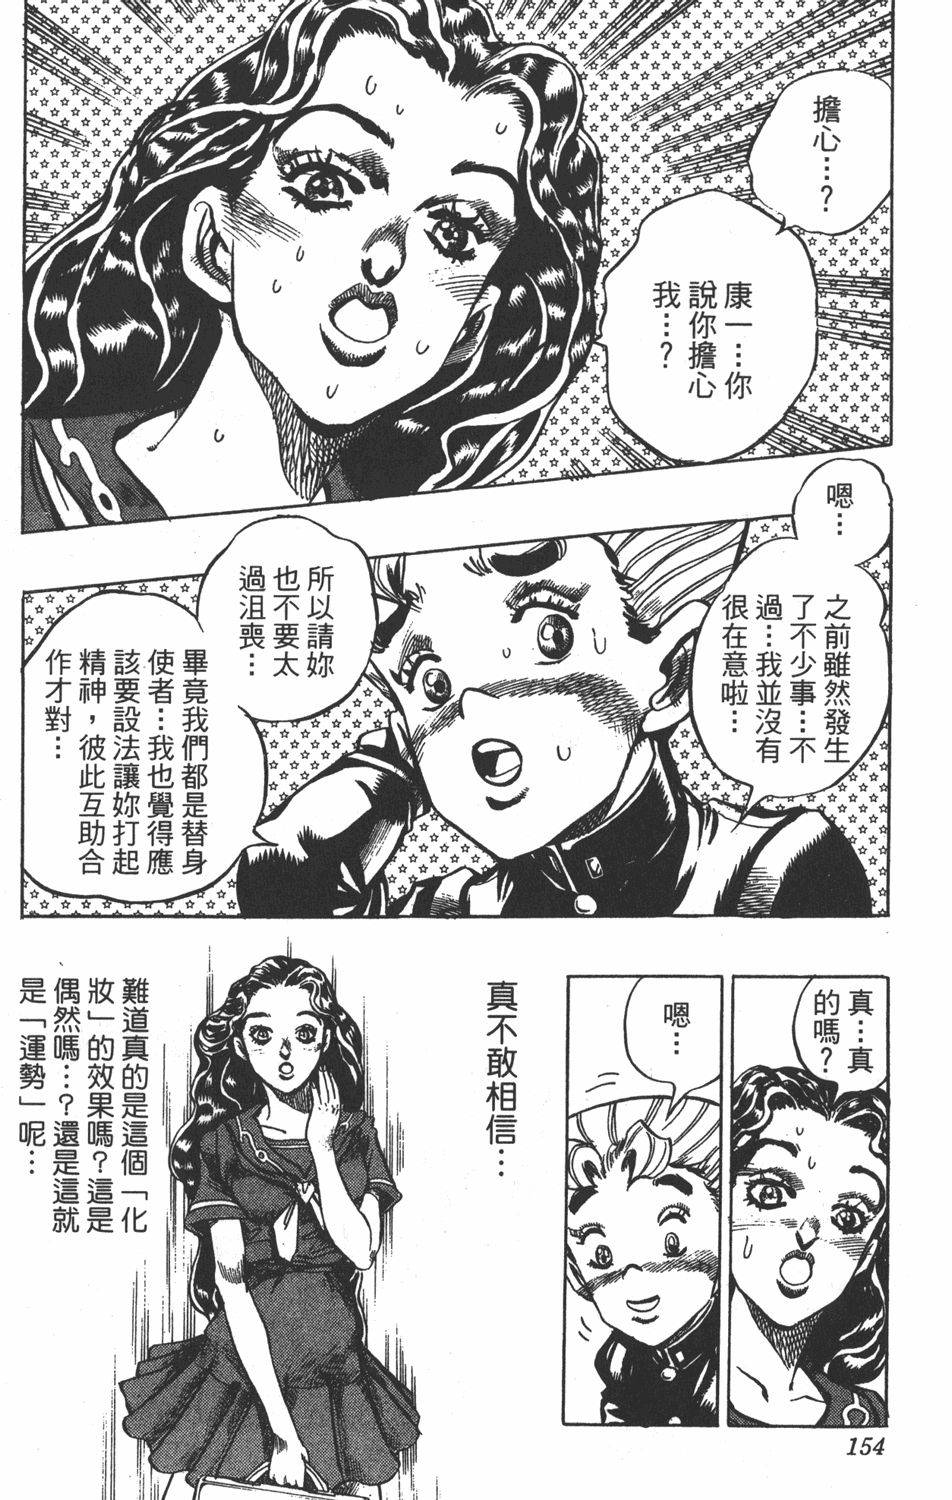 擔心…?
康一…你
說你擔心
我…?
嗯…
之前雖然發生
了不少事…不
過…我並沒有
很在意啦…
所以請妳
也不要太
過沮喪…
畢竟我們都是替身
使者…我也覺得應
該要設法讓妳打起
精神，彼此互助合
作才對…
真…真
的嗎?
嗯…
真不敢相信…
難道真的是這個「化
妝」的效果嗎?這是
偶然嗎…?還是這就
是「運勢」呢…
154